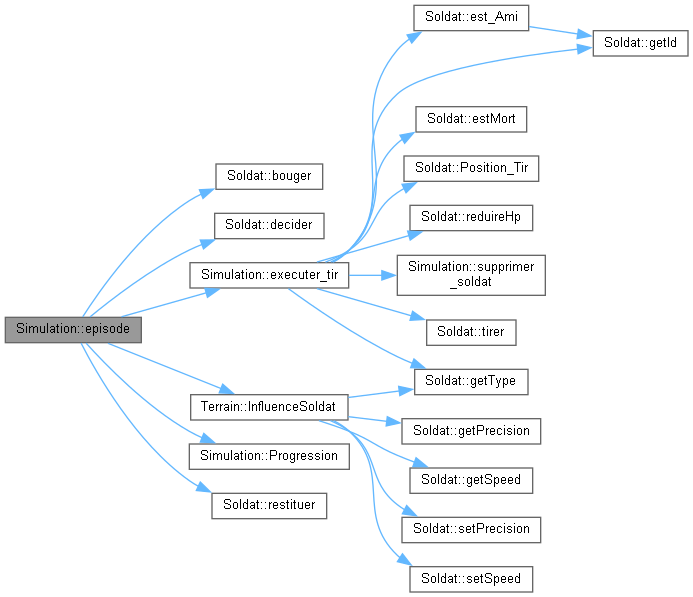 Soldat::est_Ami
Soldat::getId
Soldat::estMort
Soldat::bouger
Soldat::Position_Tir
Soldat::decider
Soldat::reduireHp
Simulation::executer_tir
Simulation::supprimer
_soldat
Simulation::episode
Soldat::tirer
Soldat::getType
Terrain::InfluenceSoldat
Soldat::getPrecision
Simulation::Progression
Soldat::getSpeed
Soldat::restituer
Soldat::setPrecision
Soldat::setSpeed